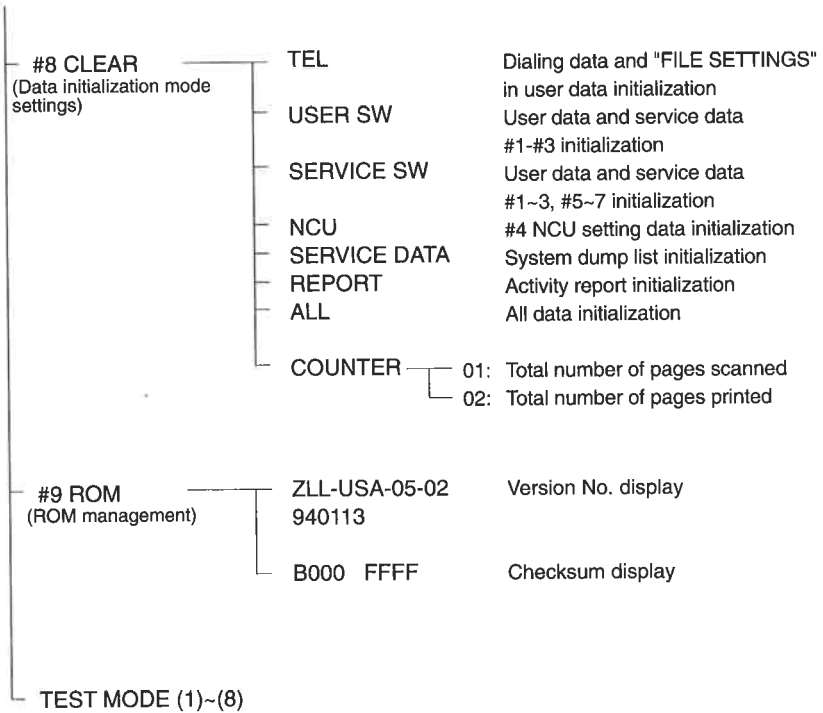 #8 CLEAR
(Data initialization mode
settings)
TEL Dialing data and "FILE SETTINGS"
in user data initialization
USER SW User data and service data
#1-#3 initialization
SERVICE SW User data and service data
#1~3, #5~7 initialization
NCU #4 NCU setting data initialization
SERVICE DATA System dump list initialization
REPORT Activity report initialization
ALL All data initialization
COUNTER 01: Total number of pages scanned
02: Total number of pages printed
#9 ROM
(ROM management)
ZLL-USA-05-02 Version No. display
940113
B000 FFFF Checksum display
TEST MODE (1)~(8)